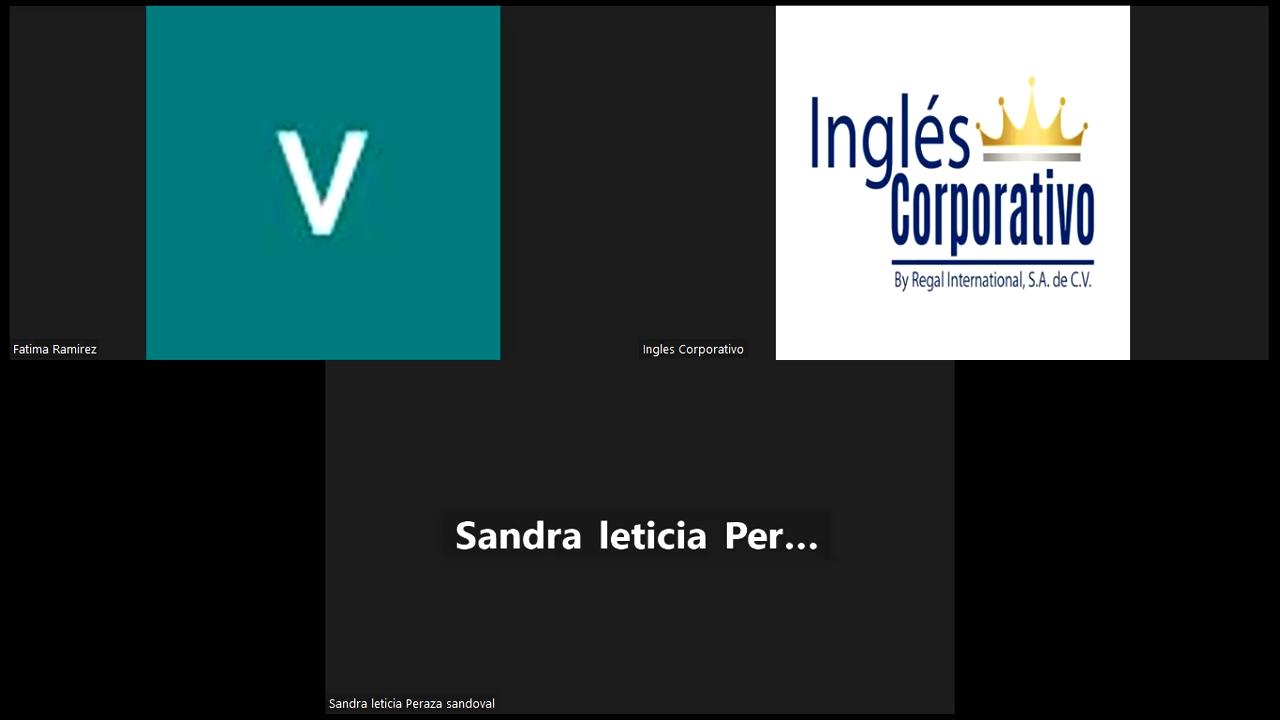 V
Fatima Ramirez
Inglés
Corporativo
By Regal International, S.A. de C.V.
Ingles Corporativo
Sandra leticia Per...
Sandra leticia Peraza sandoval